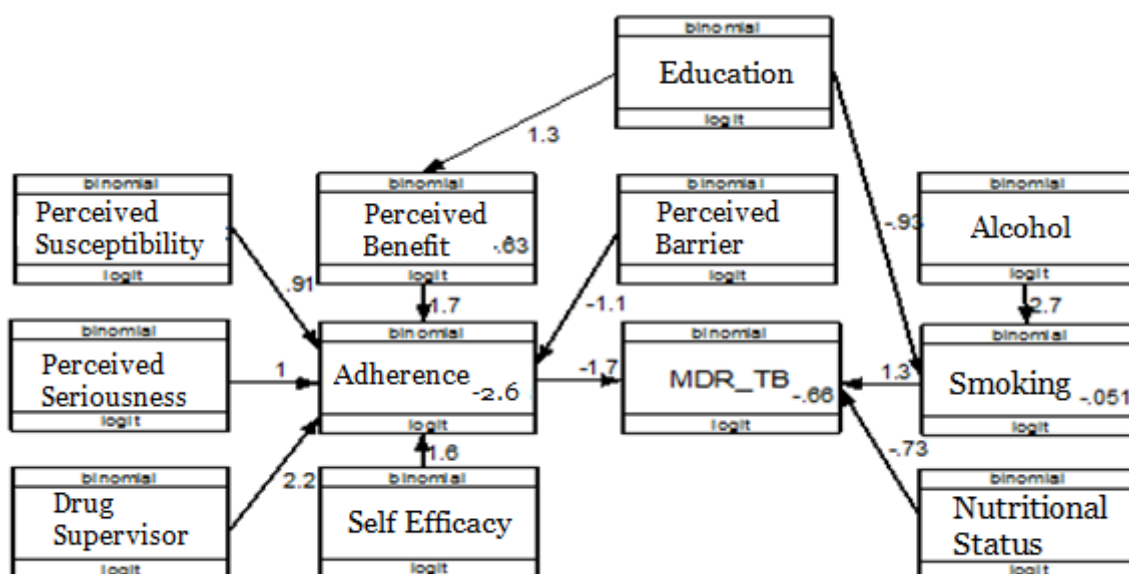 binomial
Education
logit
1.3
-.93
binomial
Perceived
Susceptibility
logit
binomial
Perceived
Benefit
-.63
logit
binomial
Perceived
Barrier
logit
binomial
Alcohol
logit
.91
1.7
-1.1
2.7
binomial
Perceived
Seriousness
logit
1
binomial
Adherence
-2.6
logit
-1.7
binomial
MDR_TB
-.66
logit
1.3
binomial
Smoking
-.051
logit
2.2
1.6
-.73
binomial
Drug
Supervisor
logit
binomial
Self Efficacy
logit
binomial
Nutritional
Status
logit